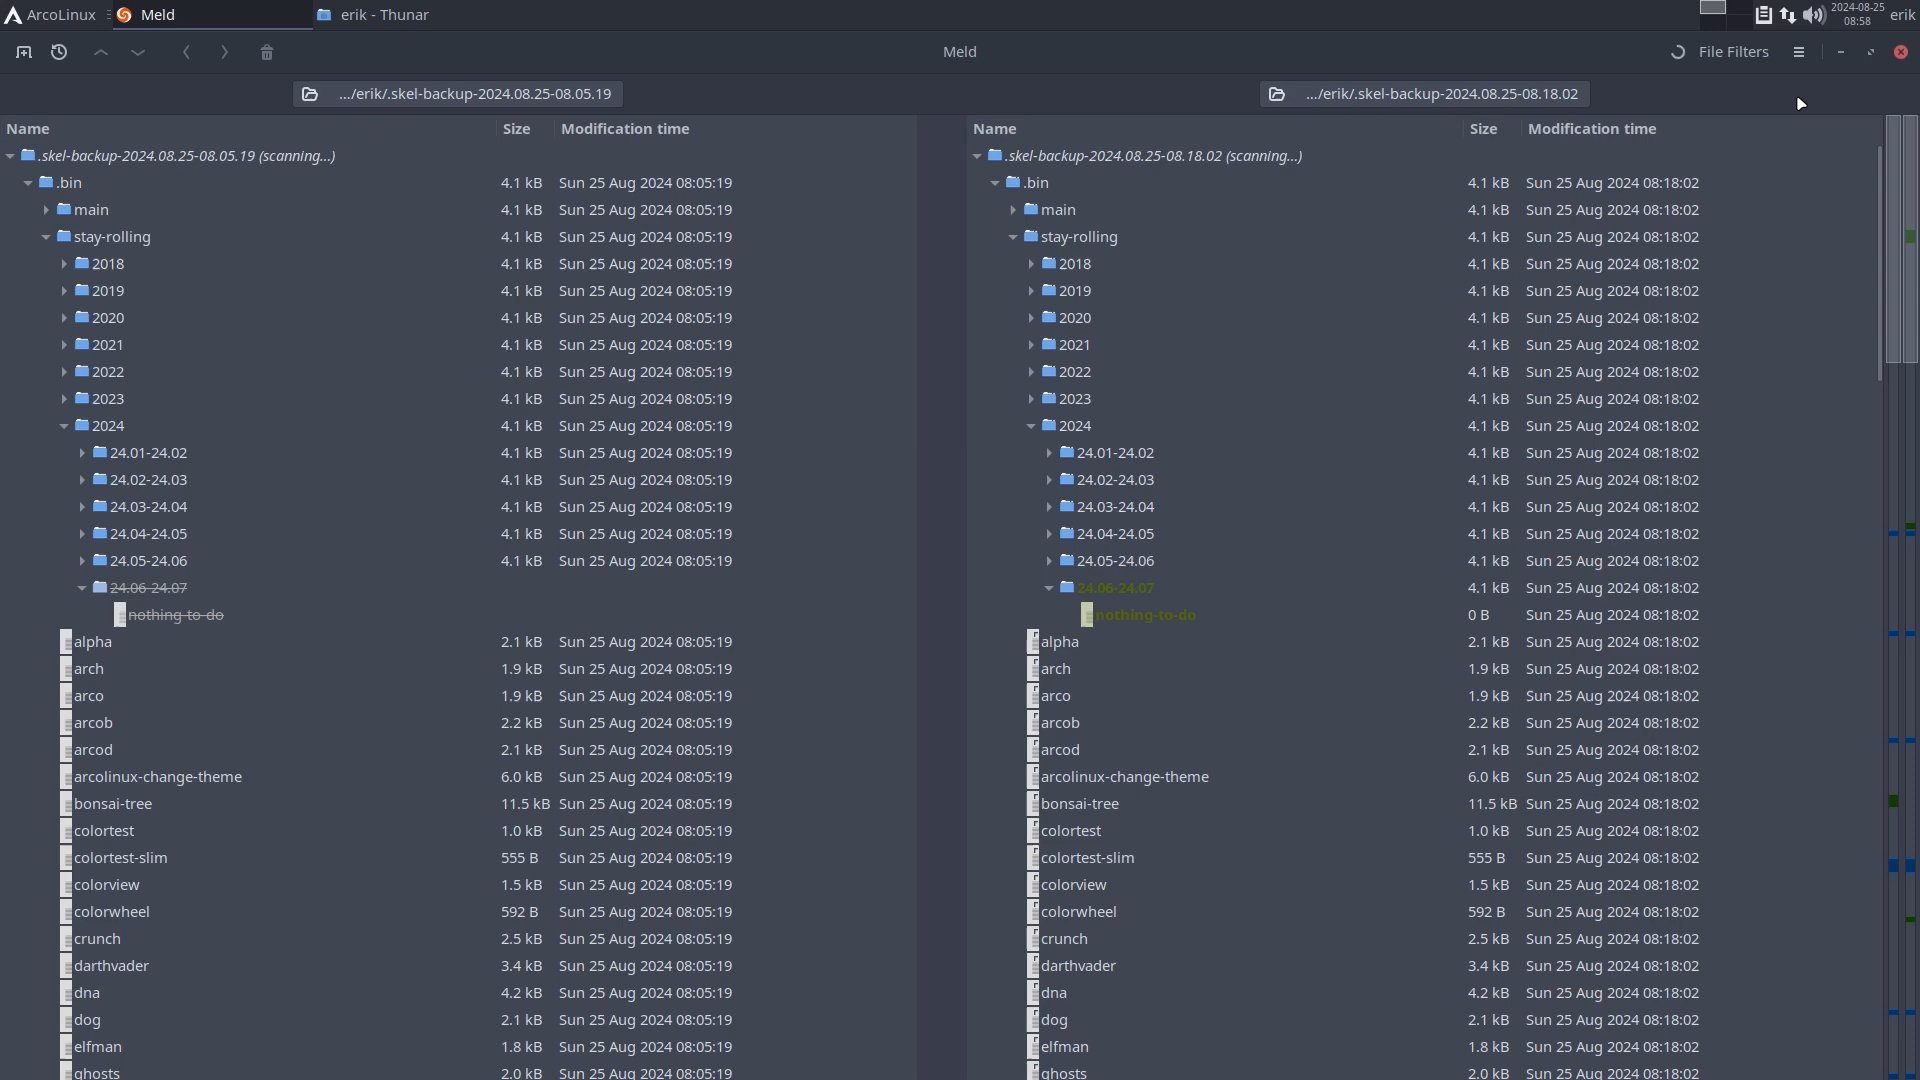 ArcoLinux Meld erik - Thunar 2024-08-25 08:58 erik
Meld File Filters
.../erik/.skel-backup-2024.08.25-08.05.19 .../erik/.skel-backup-2024.08.25-08.18.02
Name Size Modification time Name Size Modification time
.skel-backup-2024.08.25-08.05.19 (scanning...) .skel-backup-2024.08.25-08.18.02 (scanning...)
.bin 4.1 kB Sun 25 Aug 2024 08:05:19 .bin 4.1 kB Sun 25 Aug 2024 08:18:02
main 4.1 kB Sun 25 Aug 2024 08:05:19 main 4.1 kB Sun 25 Aug 2024 08:18:02
stay-rolling 4.1 kB Sun 25 Aug 2024 08:05:19 stay-rolling 4.1 kB Sun 25 Aug 2024 08:18:02
2018 4.1 kB Sun 25 Aug 2024 08:05:19 2018 4.1 kB Sun 25 Aug 2024 08:18:02
2019 4.1 kB Sun 25 Aug 2024 08:05:19 2019 4.1 kB Sun 25 Aug 2024 08:18:02
2020 4.1 kB Sun 25 Aug 2024 08:05:19 2020 4.1 kB Sun 25 Aug 2024 08:18:02
2021 4.1 kB Sun 25 Aug 2024 08:05:19 2021 4.1 kB Sun 25 Aug 2024 08:18:02
2022 4.1 kB Sun 25 Aug 2024 08:05:19 2022 4.1 kB Sun 25 Aug 2024 08:18:02
2023 4.1 kB Sun 25 Aug 2024 08:05:19 2023 4.1 kB Sun 25 Aug 2024 08:18:02
2024 4.1 kB Sun 25 Aug 2024 08:05:19 2024 4.1 kB Sun 25 Aug 2024 08:18:02
24.01-24.02 4.1 kB Sun 25 Aug 2024 08:05:19 24.01-24.02 4.1 kB Sun 25 Aug 2024 08:18:02
24.02-24.03 4.1 kB Sun 25 Aug 2024 08:05:19 24.02-24.03 4.1 kB Sun 25 Aug 2024 08:18:02
24.03-24.04 4.1 kB Sun 25 Aug 2024 08:05:19 24.03-24.04 4.1 kB Sun 25 Aug 2024 08:18:02
24.04-24.05 4.1 kB Sun 25 Aug 2024 08:05:19 24.04-24.05 4.1 kB Sun 25 Aug 2024 08:18:02
24.05-24.06 4.1 kB Sun 25 Aug 2024 08:05:19 24.05-24.06 4.1 kB Sun 25 Aug 2024 08:18:02
24.06-24.07 24.06-24.07 4.1 kB Sun 25 Aug 2024 08:18:02
nothing-to-do nothing-to-do 0 B Sun 25 Aug 2024 08:18:02
alpha 2.1 kB Sun 25 Aug 2024 08:05:19 alpha 2.1 kB Sun 25 Aug 2024 08:18:02
arch 1.9 kB Sun 25 Aug 2024 08:05:19 arch 1.9 kB Sun 25 Aug 2024 08:18:02
arco 1.9 kB Sun 25 Aug 2024 08:05:19 arco 1.9 kB Sun 25 Aug 2024 08:18:02
arcob 2.2 kB Sun 25 Aug 2024 08:05:19 arcob 2.2 kB Sun 25 Aug 2024 08:18:02
arcod 2.1 kB Sun 25 Aug 2024 08:05:19 arcod 2.1 kB Sun 25 Aug 2024 08:18:02
arcolinux-change-theme 6.0 kB Sun 25 Aug 2024 08:05:19 arcolinux-change-theme 6.0 kB Sun 25 Aug 2024 08:18:02
bonsai-tree 11.5 kB Sun 25 Aug 2024 08:05:19 bonsai-tree 11.5 kB Sun 25 Aug 2024 08:18:02
colortest 1.0 kB Sun 25 Aug 2024 08:05:19 colortest 1.0 kB Sun 25 Aug 2024 08:18:02
colortest-slim 555 B Sun 25 Aug 2024 08:05:19 colortest-slim 555 B Sun 25 Aug 2024 08:18:02
colorview 1.5 kB Sun 25 Aug 2024 08:05:19 colorview 1.5 kB Sun 25 Aug 2024 08:18:02
colorwheel 592 B Sun 25 Aug 2024 08:05:19 colorwheel 592 B Sun 25 Aug 2024 08:18:02
crunch 2.5 kB Sun 25 Aug 2024 08:05:19 crunch 2.5 kB Sun 25 Aug 2024 08:18:02
darthvader 3.4 kB Sun 25 Aug 2024 08:05:19 darthvader 3.4 kB Sun 25 Aug 2024 08:18:02
dna 4.2 kB Sun 25 Aug 2024 08:05:19 dna 4.2 kB Sun 25 Aug 2024 08:18:02
dog 2.1 kB Sun 25 Aug 2024 08:05:19 dog 2.1 kB Sun 25 Aug 2024 08:18:02
elfman 1.8 kB Sun 25 Aug 2024 08:05:19 elfman 1.8 kB Sun 25 Aug 2024 08:18:02
ghosts 2.0 kB Sun 25 Aug 2024 08:05:19 ghosts 2.0 kB Sun 25 Aug 2024 08:18:02